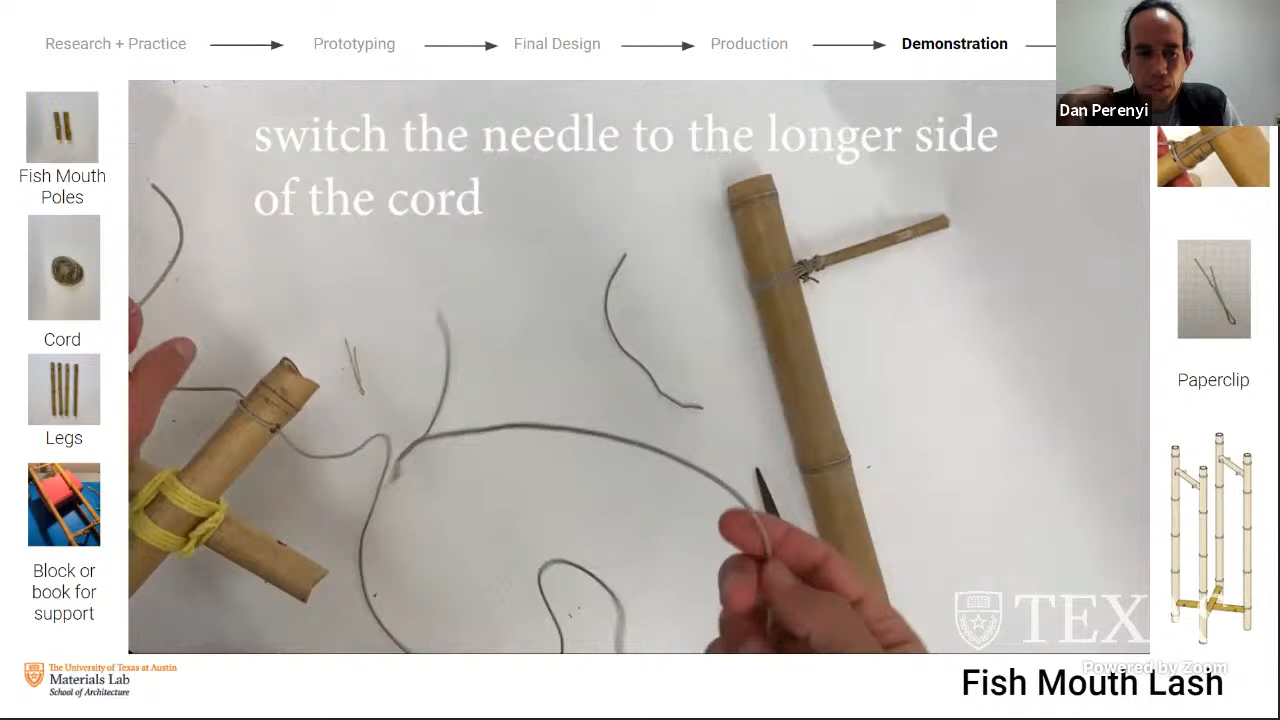 Research + Practice
Prototyping
Final Design
Production
Demonstration
Dan Perenyi
Fish Mouth
Poles
Cord
Legs
Block or
book for
support
switch the needle to the longer side
of the cord
Paperclip
TEX
Powered by Zoom
The University of Texas at Austin
Materials Lab
School of Architecture
Fish Mouth Lash